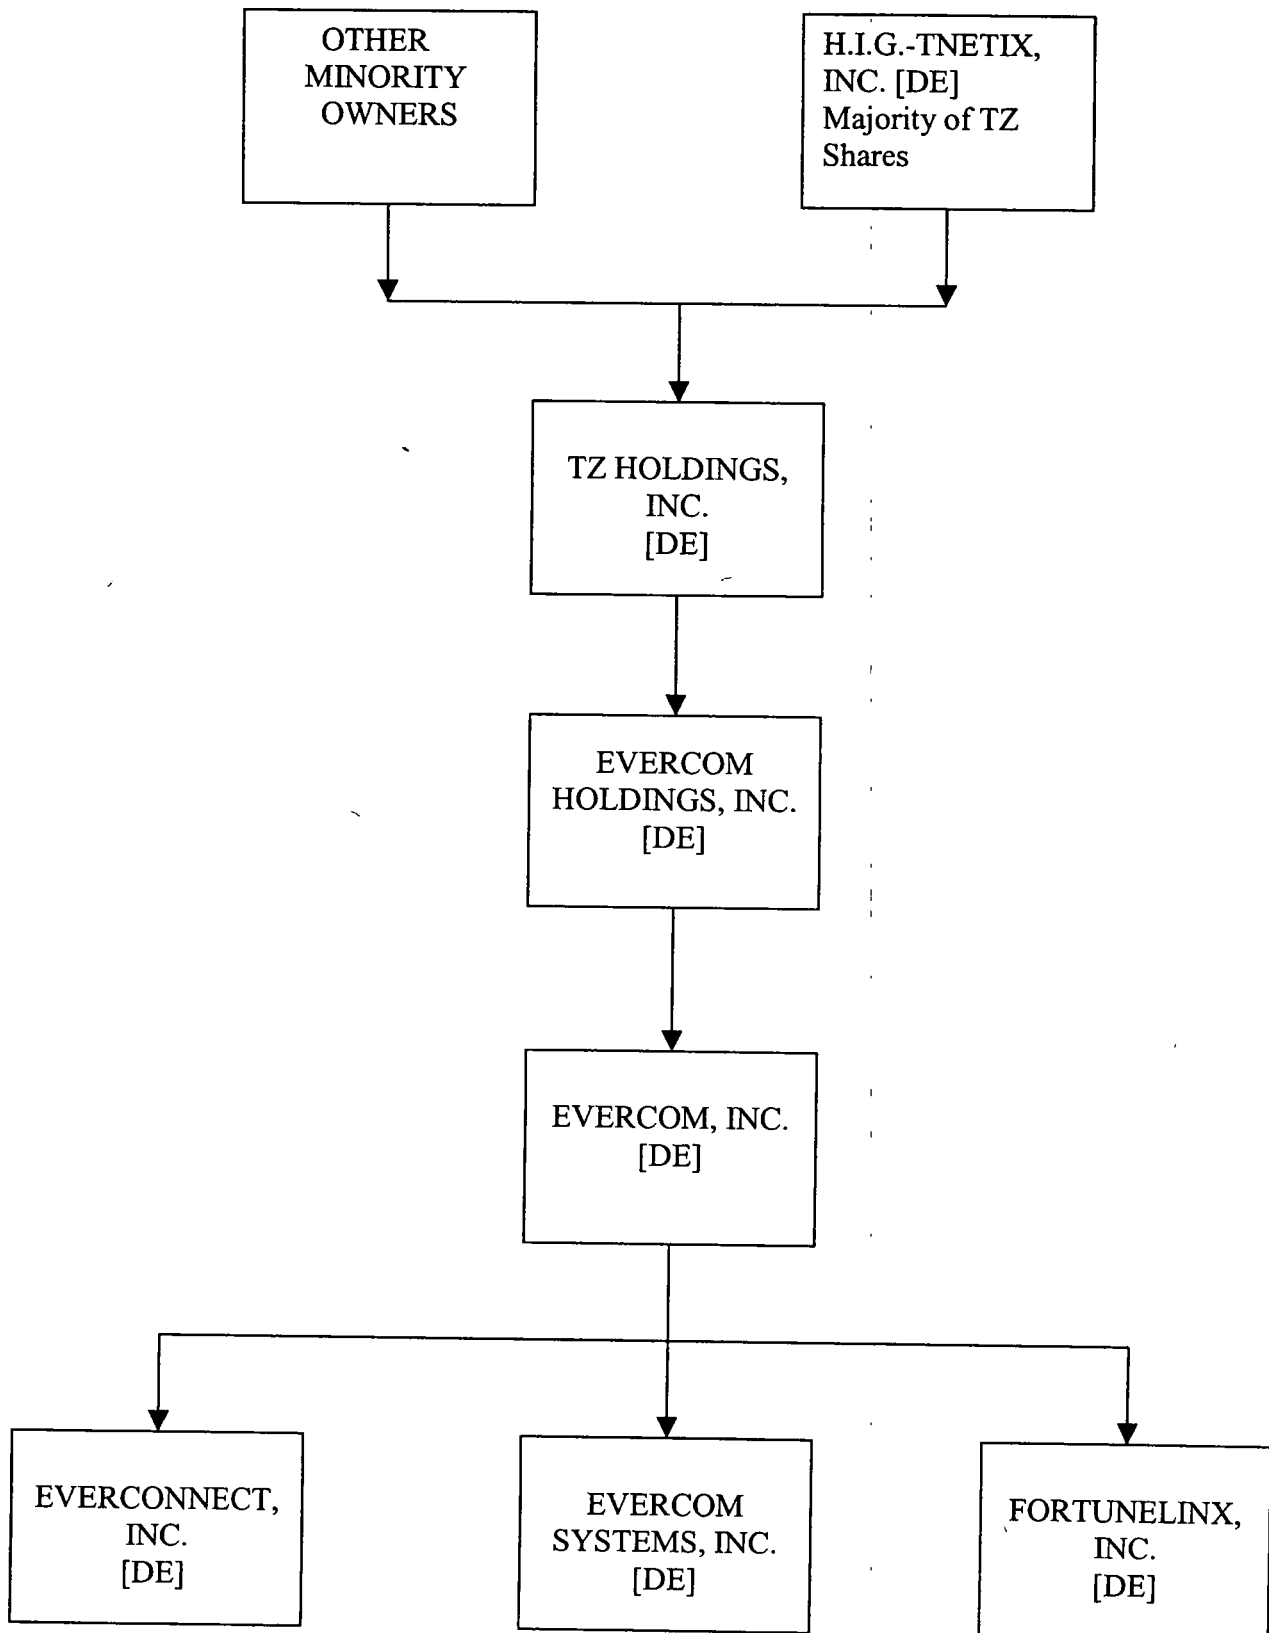 OTHER
MINORITY
OWNERS
H.I.G.-TNETIX,
INC. [DE]
Majority of TZ
Shares
TZ HOLDINGS,
INC.
[DE]
EVERCOM
HOLDINGS, INC.
[DE]
EVERCOM, INC.
[DE]
EVERCONNECT,
INC.
[DE]
EVERCOM
SYSTEMS, INC.
[DE]
FORTUNELINX,
INC.
[DE]